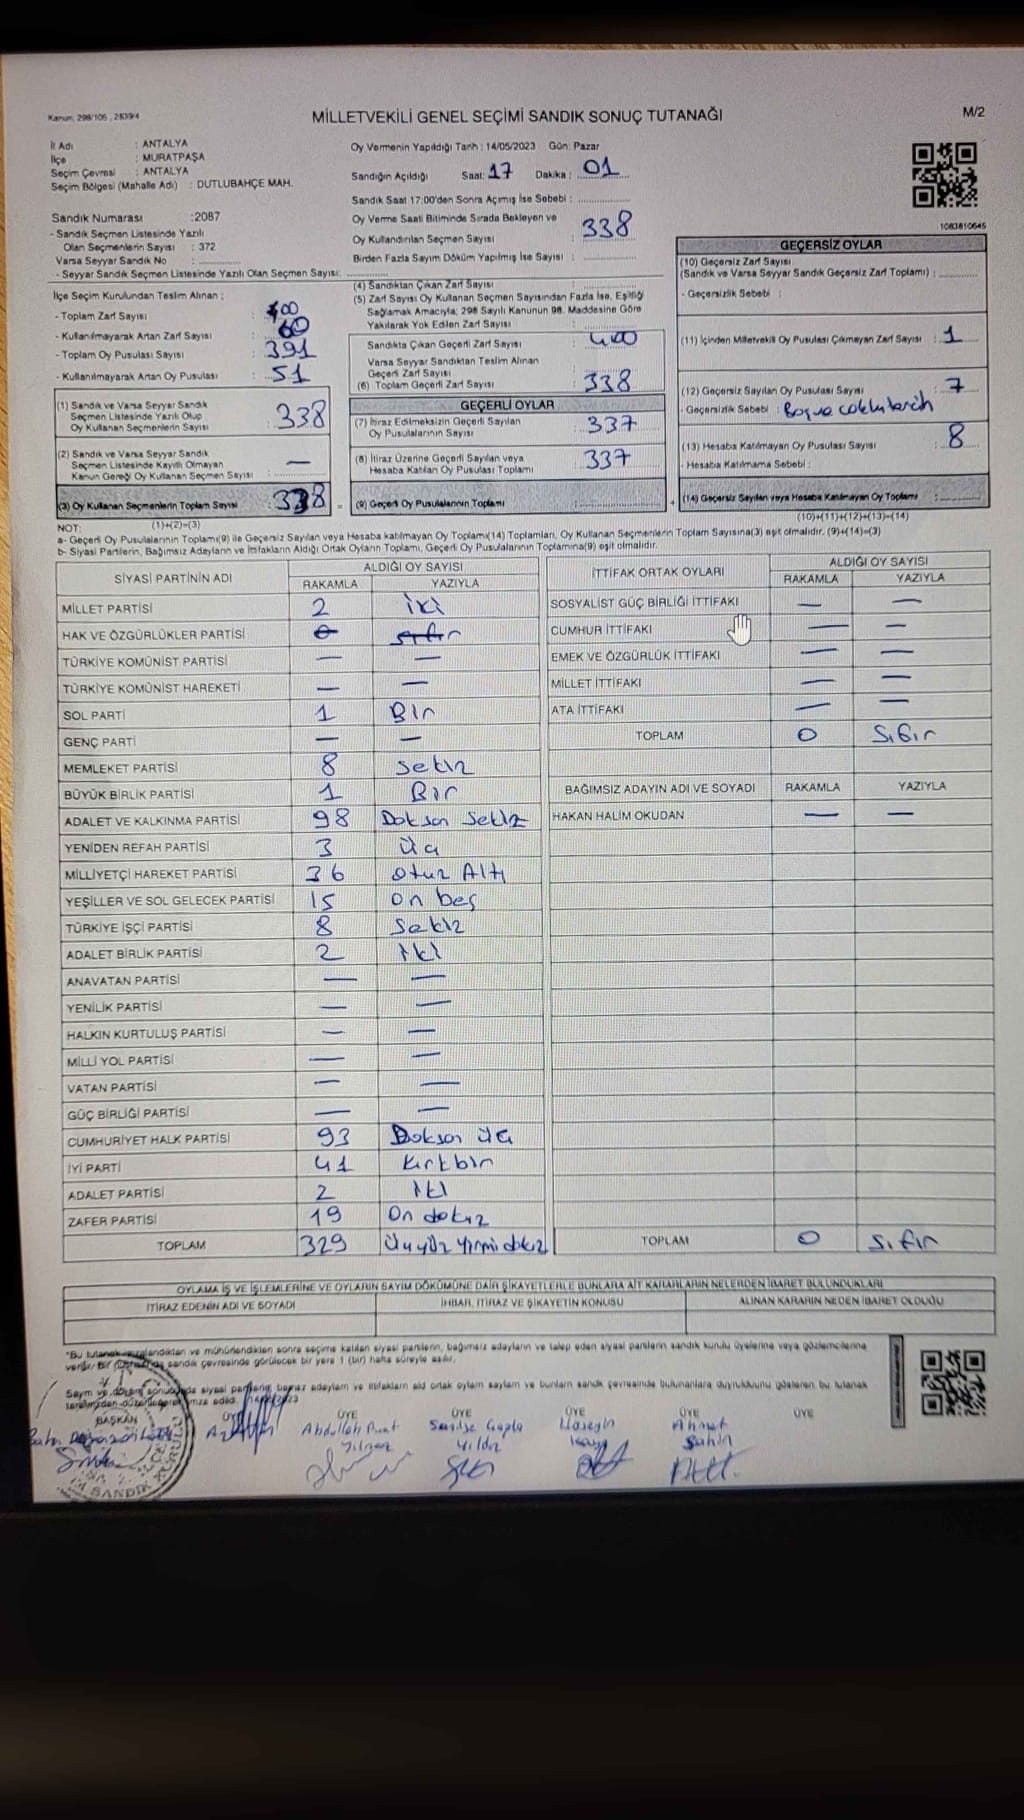 Kanun, 298/105 , 2839/4
MİLLETVEKİLİ GENEL SEÇİMİ SANDIK SONUÇ TUTANAĞI
M/2
İl Adı : ANTALYA
İlçe : MURATPAŞA
Seçim Çevresi : ANTALYA
Seçim Bölgesi (Mahalle Adı) : DUTLUBAHÇE MAH.
Sandık Numarası :2087
- Sandık Seçmen Listesinde Yazılı
Olan Seçmenlerin Sayısı : 372
Varsa Seyyar Sandık No :
- Seyyar Sandık Seçmen Listesinde Yazılı Olan Seçmen Sayısı:
Oy Vermenin Yapıldığı Tarih : 14/05/2023 Gün: Pazar
Sandığın Açıldığı Saat: 17 Dakika : 01
Sandık Saat 17:00'den Sonra Açımış İse Sebebi :
Oy Verme Saati Bitiminde Sırada Bekleyen ve
Oy Kullandırılan Seçmen Sayısı : 338
Birden Fazla Sayım Döküm Yapılmış İse Sayısı :
1083810645
İlçe Seçim Kurulundan Teslim Alınan :
- Toplam Zarf Sayısı : 400
- Kullanılmayarak Artan Zarf Sayısı : 60
- Toplam Oy Pusulası Sayısı : 391
- Kullanılmayarak Artan Oy Pusulası : 51
(1) Sandık ve Varsa Seyyar Sandık
Seçmen Listesinde Yazılı Olup
Oy Kullanan Seçmenlerin Sayısı : 338
(2) Sandık ve Varsa Seyyar Sandık
Seçmen Listesinde Kayıtlı Olmayan
Kanun Gereği Oy Kullanan Seçmen Sayısı : —
(3) Oy Kullanan Seçmenlerin Toplam Sayısı : 338 =
(1)+(2)=(3)
(4) Sandıktan Çıkan Zarf Sayısı :
(5) Zarf Sayısı Oy Kullanan Seçmen Sayısından Fazla İse, Eşitliği
Sağlamak Amacıyla; 298 Sayılı Kanunun 98. Maddesine Göre
Yakılarak Yok Edilen Zarf Sayısı :
Sandıkta Çıkan Geçerli Zarf Sayısı : 400
Varsa Seyyar Sandıktan Teslim Alınan
Geçerli Zarf Sayısı :
(6) Toplam Geçerli Zarf Sayısı : 338
GEÇERLİ OYLAR
(7) İtiraz Edilmeksizin Geçerli Sayılan
Oy Pusulalarının Sayısı : 337
(8) İtiraz Üzerine Geçerli Sayılan veya
Hesaba Katılan Oy Pusulası Toplamı : 337
(9) Geçerli Oy Pusulalarının Toplamı : +
GEÇERSİZ OYLAR
(10) Geçersiz Zarf Sayısı
(Sandık ve Varsa Seyyar Sandık Geçersiz Zarf Toplamı) :
- Geçersizlik Sebebi :
(11) İçinden Milletvekili Oy Pusulası Çıkmayan Zarf Sayısı : 1
(12) Geçersiz Sayılan Oy Pusulası Sayısı : 7
- Geçersizlik Sebebi :
(13) Hesaba Katılmayan Oy Pusulası Sayısı : 8
- Hesaba Katılmama Sebebi :
(14) Geçersiz Sayılan veya Hesaba Katılmayan Oy Toplamı :
(10)+(11)+(12)+(13)=(14)
NOT:
a- Geçerli Oy Pusulalarının Toplamı(9) ile Geçersiz Sayılan veya Hesaba katılmayan Oy Toplamı(14) Toplamları, Oy Kullanan Seçmenlerin Toplam Sayısına(3) eşit olmalıdır. (9)+(14)=(3)
b- Siyasi Partilerin, Bağımsız Adayların ve İttifakların Aldığı Ortak Oyların Toplamı, Geçerli Oy Pusulalarının Toplamına(9) eşit olmalıdır.
SİYASİ PARTİNİN ADI ALDIĞI OY SAYISI
RAKAMLA YAZIYLA
MİLLET PARTİSİ 2 iki
HAK VE ÖZGÜRLÜKLER PARTİSİ 0 sıfır
TÜRKİYE KOMÜNİST PARTİSİ — —
TÜRKİYE KOMÜNİST HAREKETİ — —
SOL PARTİ 1 Bir
GENÇ PARTİ — —
MEMLEKET PARTİSİ 8 sekiz
BÜYÜK BİRLİK PARTİSİ 1 Bir
ADALET VE KALKINMA PARTİSİ 98 Doksan Sekiz
YENİDEN REFAH PARTİSİ 3 üç
MİLLİYETÇİ HAREKET PARTİSİ 36 otuz Altı
YEŞİLLER VE SOL GELECEK PARTİSİ 15 on beş
TÜRKİYE İŞÇİ PARTİSİ 8 Sekiz
ADALET BİRLİK PARTİSİ 2 iki
ANAVATAN PARTİSİ — —
YENİLİK PARTİSİ — —
HALKIN KURTULUŞ PARTİSİ — —
MİLLİ YOL PARTİSİ — —
VATAN PARTİSİ — —
GÜÇ BİRLİĞİ PARTİSİ — —
CUMHURİYET HALK PARTİSİ 93 Doksan üç
İYİ PARTİ 41 kırkbir
ADALET PARTİSİ 2 iki
ZAFER PARTİSİ 19 On dokuz
TOPLAM 329 Üçyüz yirmi dokuz
İTTİFAK ORTAK OYLARI ALDIĞI OY SAYISI
RAKAMLA YAZIYLA
SOSYALİST GÜÇ BİRLİĞİ İTTİFAKI — —
CUMHUR İTTİFAKI — —
EMEK VE ÖZGÜRLÜK İTTİFAKI — —
MİLLET İTTİFAKI — —
ATA İTTİFAKI — —
TOPLAM 0 Sıfır
BAĞIMSIZ ADAYIN ADI VE SOYADI RAKAMLA YAZIYLA
HAKAN HALİM OKUDAN — —
TOPLAM 0 Sıfır
OYLAMA İŞ VE İŞLEMLERİNE VE OYLARIN SAYIM DÖKÜMÜNE DAİR ŞİKAYETLERLE BUNLARA AİT KARARLARIN NELERDEN İBARET BULUNDUKLARI
İTİRAZ EDENİN ADI VE SOYADI İHBAR, İTİRAZ VE ŞİKAYETİN KONUSU ALINAN KARARIN NEDEN İBARET OLDUĞU
"Bu tutanak imzalandıktan ve mühürlendikten sonra seçime katılan siyasi partilerin, bağımsız adayların ve talep eden siyasi partilerin sandık kurulu üyelerine veya gözlemcilerine
verilir. Bir sandık çevresinde görülecek bir yere 1 (bir) hafta süreyle asılır.
Sayım ve döküm sonucunda siyasi partilerin, bağımsız adayların ve ittifakların aldı ortak oyların sayların ve bunların sandık çevresinde bulunanlara duyrulduunu gösteren bu tutanak
tarafımızdan düzenlenerek imza edildi.
BAŞKAN ÜYE ÜYE ÜYE ÜYE ÜYE ÜYE
Abdullah Yılmaz
Yıldız
Hüseyin Kaya
Ahmet Şahin
SANDIK KURULU